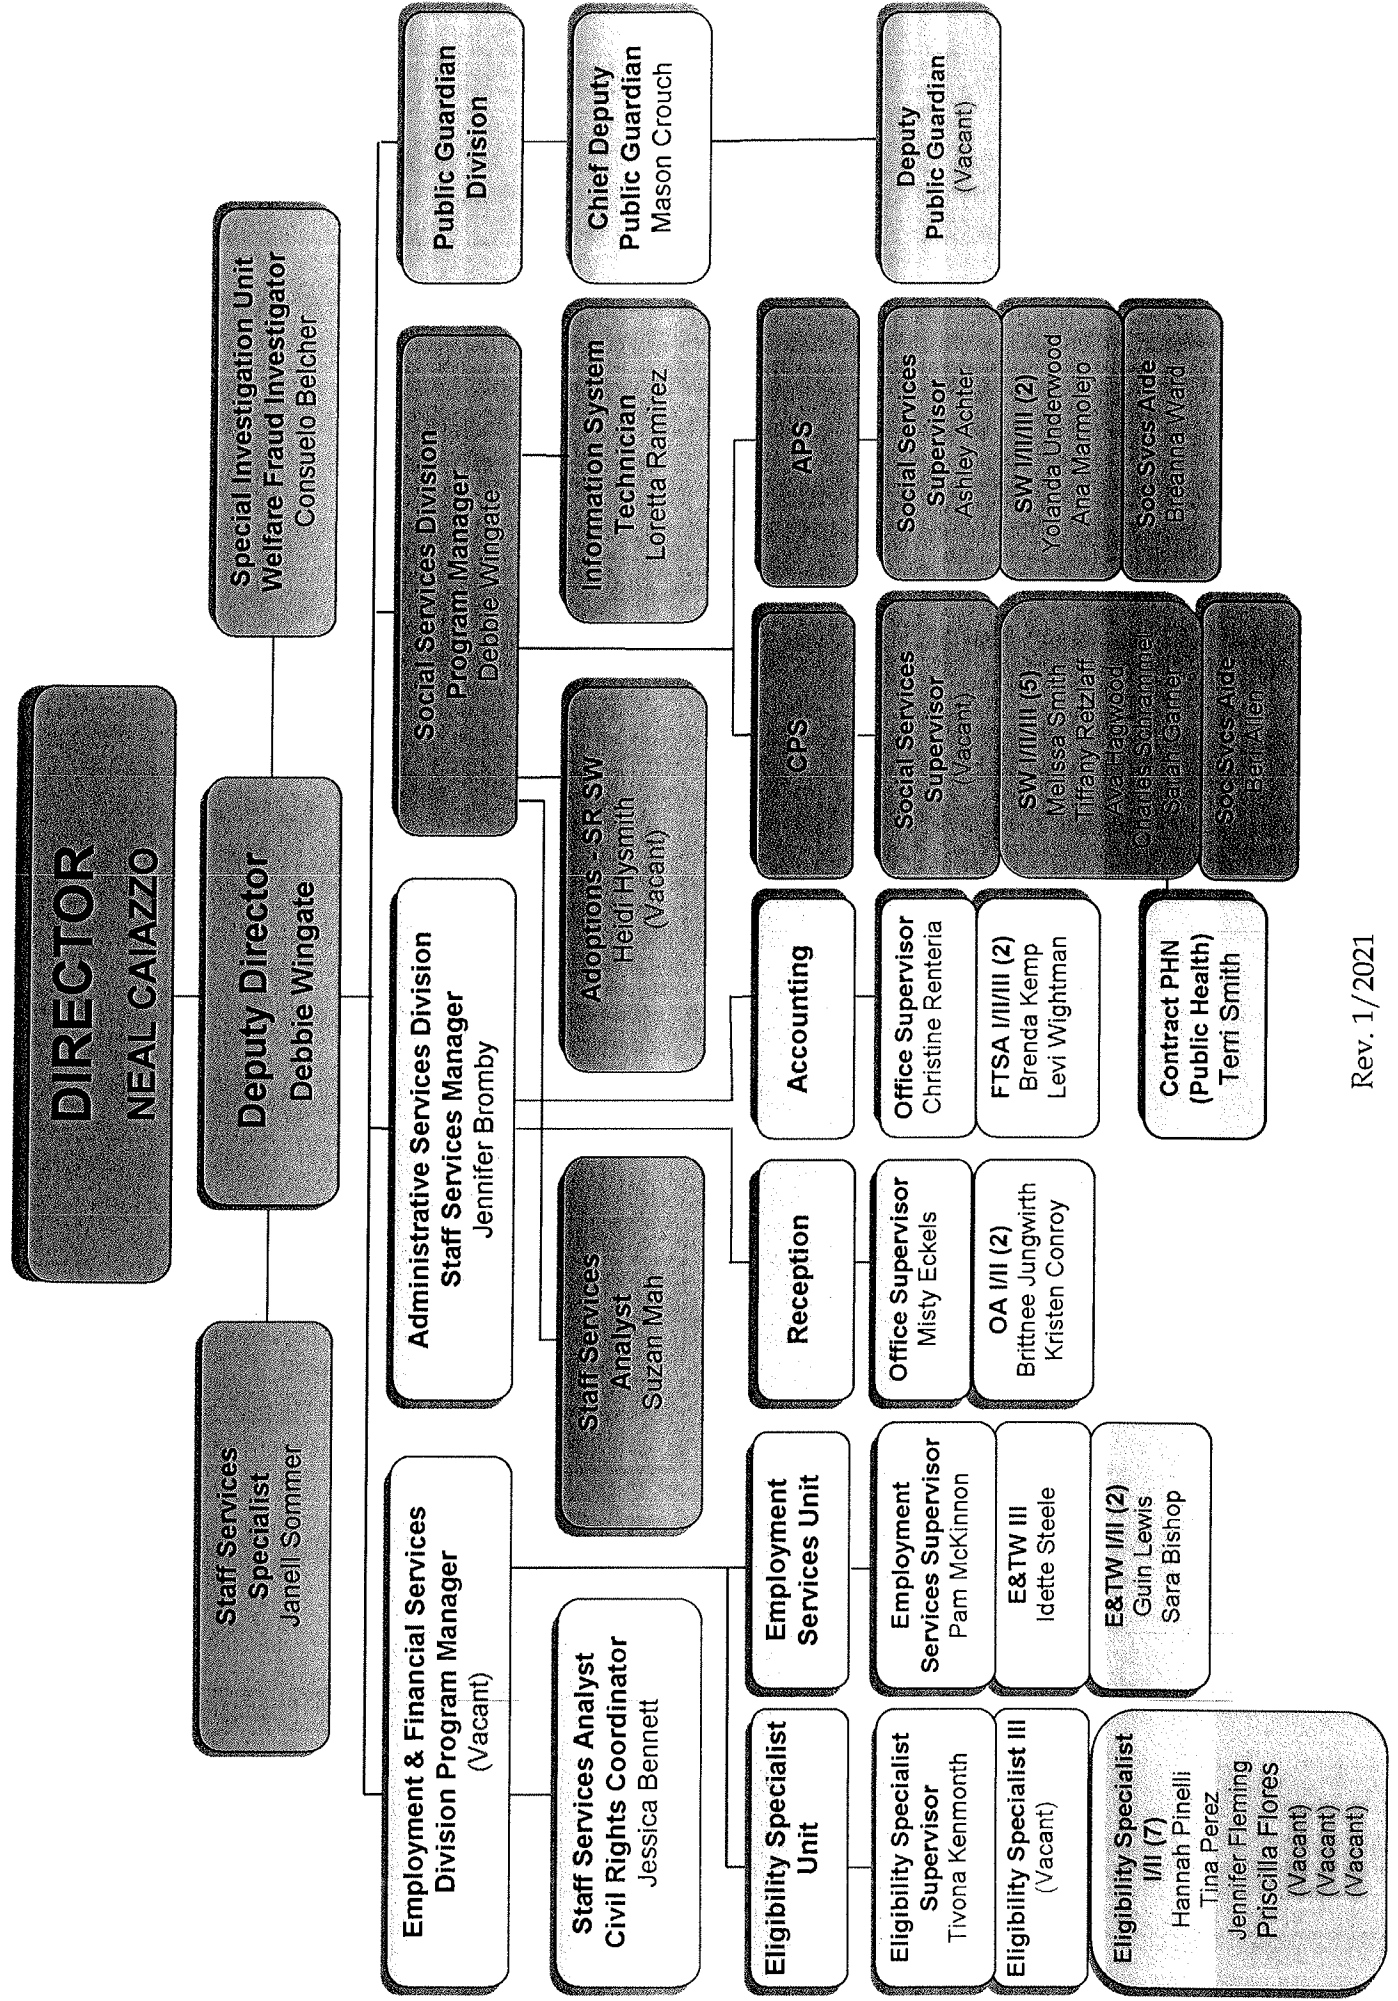 DIRECTOR
NEAL CAIAZZO
Staff Services
Specialist
Janell Sommer
Deputy Director
Debbie Wingate
Special Investigation Unit
Welfare Fraud Investigator
Consuelo Belcher
Employment & Financial Services
Division Program Manager
(Vacant)
Administrative Services Division
Staff Services Manager
Jennifer Bromby
Social Services Division
Program Manager
Debbie Wingate
Public Guardian
Division
Staff Services Analyst
Civil Rights Coordinator
Jessica Bennett
Staff Services
Analyst
Suzan Mah
Adoptions - SR SW
Heidi Hysmith
(Vacant)
Information System
Technician
Loretta Ramirez
Chief Deputy
Public Guardian
Mason Crouch
Eligibility Specialist
Unit
Employment
Services Unit
Reception
Accounting
CPS
APS
Eligibility Specialist
Supervisor
Tivona Kenmonth
Eligibility Specialist III
(Vacant)
Eligibility Specialist
I/II (7)
Hannah Pinelli
Tina Perez
Jennifer Fleming
Priscilla Flores
(Vacant)
(Vacant)
(Vacant)
Employment
Services Supervisor
Pam McKinnon
E&TW III
Idette Steele
E&TW I/II (2)
Guin Lewis
Sara Bishop
Office Supervisor
Misty Eckels
OA I/II (2)
Brittnee Jungwirth
Kristen Conroy
Office Supervisor
Christine Renteria
FTSA I/II/III (2)
Brenda Kemp
Levi Wightman
Contract PHN
(Public Health)
Terri Smith
Social Services
Supervisor
(Vacant)
SW I/II/III (5)
Melissa Smith
Tiffany Retzlaff
Ava Hagwood
Charles Schrammel
Sarah Garner
Soc Svcs Aide
Ben Allen
Social Services
Supervisor
Ashley Achter
SW I/II/III (2)
Yolanda Underwood
Ana Marmolejo
Soc Svcs Aide
Breanna Ward
Deputy
Public Guardian
(Vacant)
Rev. 1/2021